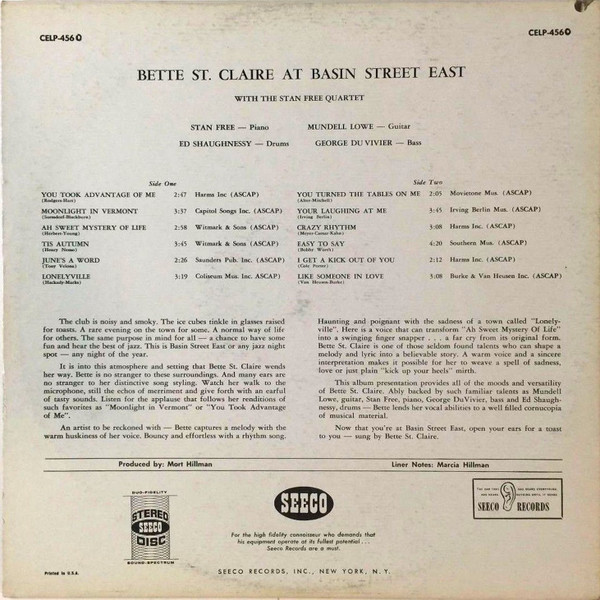 CELP-4560
CELP-4560
BETTE ST. CLAIRE AT BASIN STREET EAST
WITH THE STAN FREE QUARTET
STAN FREE — Piano MUNDELL LOWE — Guitar
ED SHAUGHNESSY — Drums GEORGE DU VIVIER — Bass
Side One
YOU TOOK ADVANTAGE OF ME 2:47 Harms Inc (ASCAP)
(Rodgers-Hart)
MOONLIGHT IN VERMONT 3:37 Capitol Songs Inc. (ASCAP)
(Suessdorf-Blackburn)
AH SWEET MYSTERY OF LIFE 2:58 Witmark & Sons (ASCAP)
(Herbert-Young)
TIS AUTUMN 3:45 Witmark & Sons (ASCAP)
(Henry Nemo)
JUNE'S A WORD 2:26 Saunders Pub. Inc. (ASCAP)
(Tony Velona)
LONELYVILLE 3:19 Coliseum Mus. Inc. ASCAP)
Side Two
YOU TURNED THE TABLES ON ME 2:05 Movietone Mus. (ASCAP)
(Alter-Mitchell)
YOUR LAUGHING AT ME 3:45 Irving Berlin Mus. (ASCAP)
(Irving Berlin)
CRAZY RHYTHM 3:08 Harms Inc. (ASCAP)
(Meyer-Caesar-Kahn)
EASY TO SAY 4:20 Southern Mus. (ASCAP)
I GET A KICK OUT OF YOU 2:12 Harms Inc. (ASCAP)
(Cole Porter)
LIKE SOMEONE IN LOVE 3:08 Burke & Van Heusen Inc. (ASCAP)
(Van Heusen-Burke)
The club is noisy and smoky. The ice cubes tinkle in glasses raised
for toasts. A rare evening on the town for some. A normal way of life
for others. The same purpose in mind for all — a chance to have some
fun and hear the best of jazz. This is Basin Street East or any jazz night
spot — any night of the year.
It is into this atmosphere and setting that Bette St. Claire wends
her way. Bette is no stranger to these surroundings. And many ears are
no stranger to her distinctive song styling. Watch her walk to the
microphone, still the echos of merriment and give forth with an earful
of tasty sounds. Listen for the applause that follows her renditions of
such favorites as "Moonlight in Vermont" or "You Took Advantage
of Me".
An artist to be reckoned with — Bette captures a melody with the
warm huskiness of her voice. Bouncy and effortless with a rhythm song.
Haunting and poignant with the sadness of a town called "Lonely-
ville". Here is a voice that can transform "Ah Sweet Mystery Of Life"
into a swinging finger snapper . . . a far cry from its original form.
Bette St. Claire is one of those seldom found talents who can shape a
melody and lyric into a believable story. A warm voice and a sincere
interpretation makes it possible for her to weave a spell of sadness,
love or just plain "kick up your heels" mirth.
This album presentation provides all of the moods and versatility
of Bette St. Claire. Ably backed by such familiar talents as Mundell
Lowe, guitar, Stan Free, piano, George DuVivier, bass and Ed Shaugh-
nessy, drums — Bette lends her vocal abilities to a well filled cornucopia
of musical material.
Now that you're at Basin Street East, open your ears for a toast
to you — sung by Bette St. Claire.
Produced by: Mort Hillman
Liner Notes: Marcia Hillman
DUO-FIDELITY
STEREO
SEECO
DISC
SOUND-SPECTRUM
SEECO
For the high fidelity connoisseur who demands that
his equipment operate at its fullest potential . . .
Seeco Records are a must.
SEECO RECORDS
Printed in U.S.A.
SEECO RECORDS, INC., NEW YORK, N. Y.